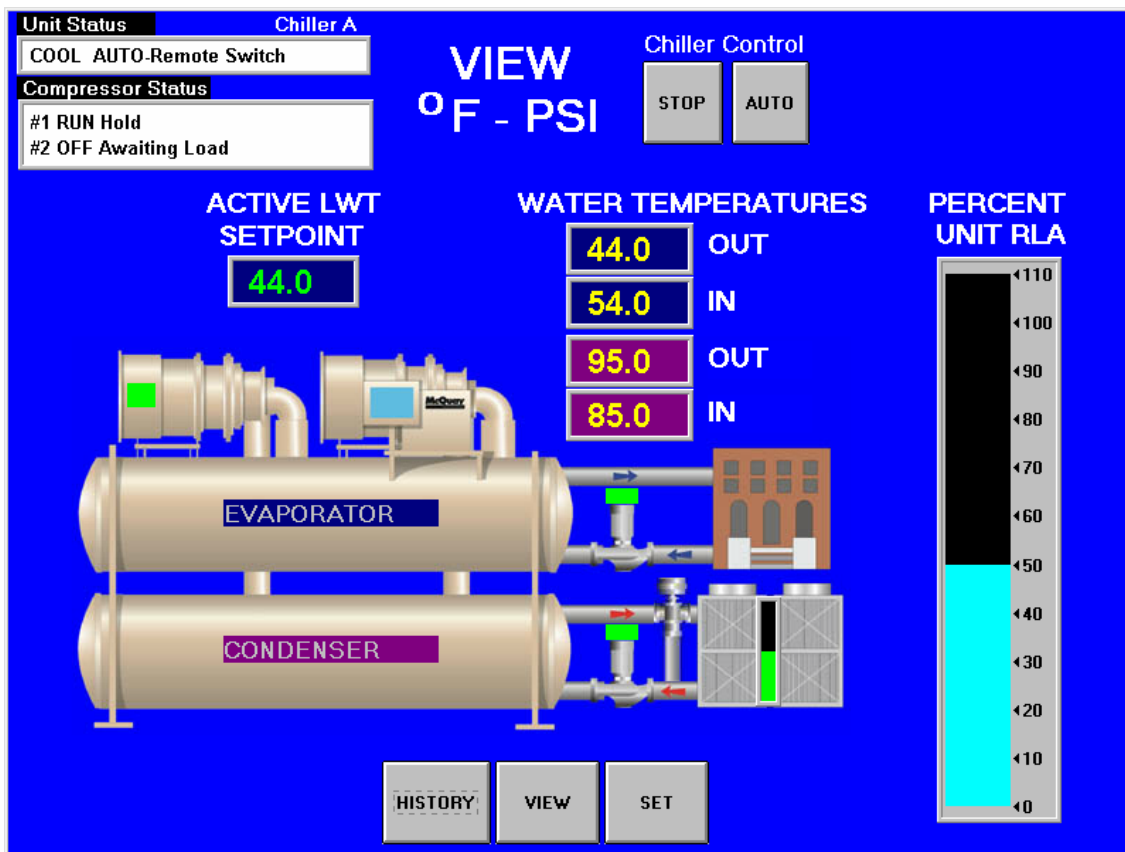 Unit Status Chiller A
COOL AUTO-Remote Switch
Compressor Status
#1 RUN Hold
#2 OFF Awaiting Load
VIEW
ºF - PSI
Chiller Control
STOP AUTO
ACTIVE LWT
SETPOINT
44.0
WATER TEMPERATURES
44.0 OUT
54.0 IN
95.0 OUT
85.0 IN
PERCENT
UNIT RLA
110
100
90
80
70
60
50
40
30
20
10
0
McQuay
EVAPORATOR
CONDENSER
HISTORY VIEW SET